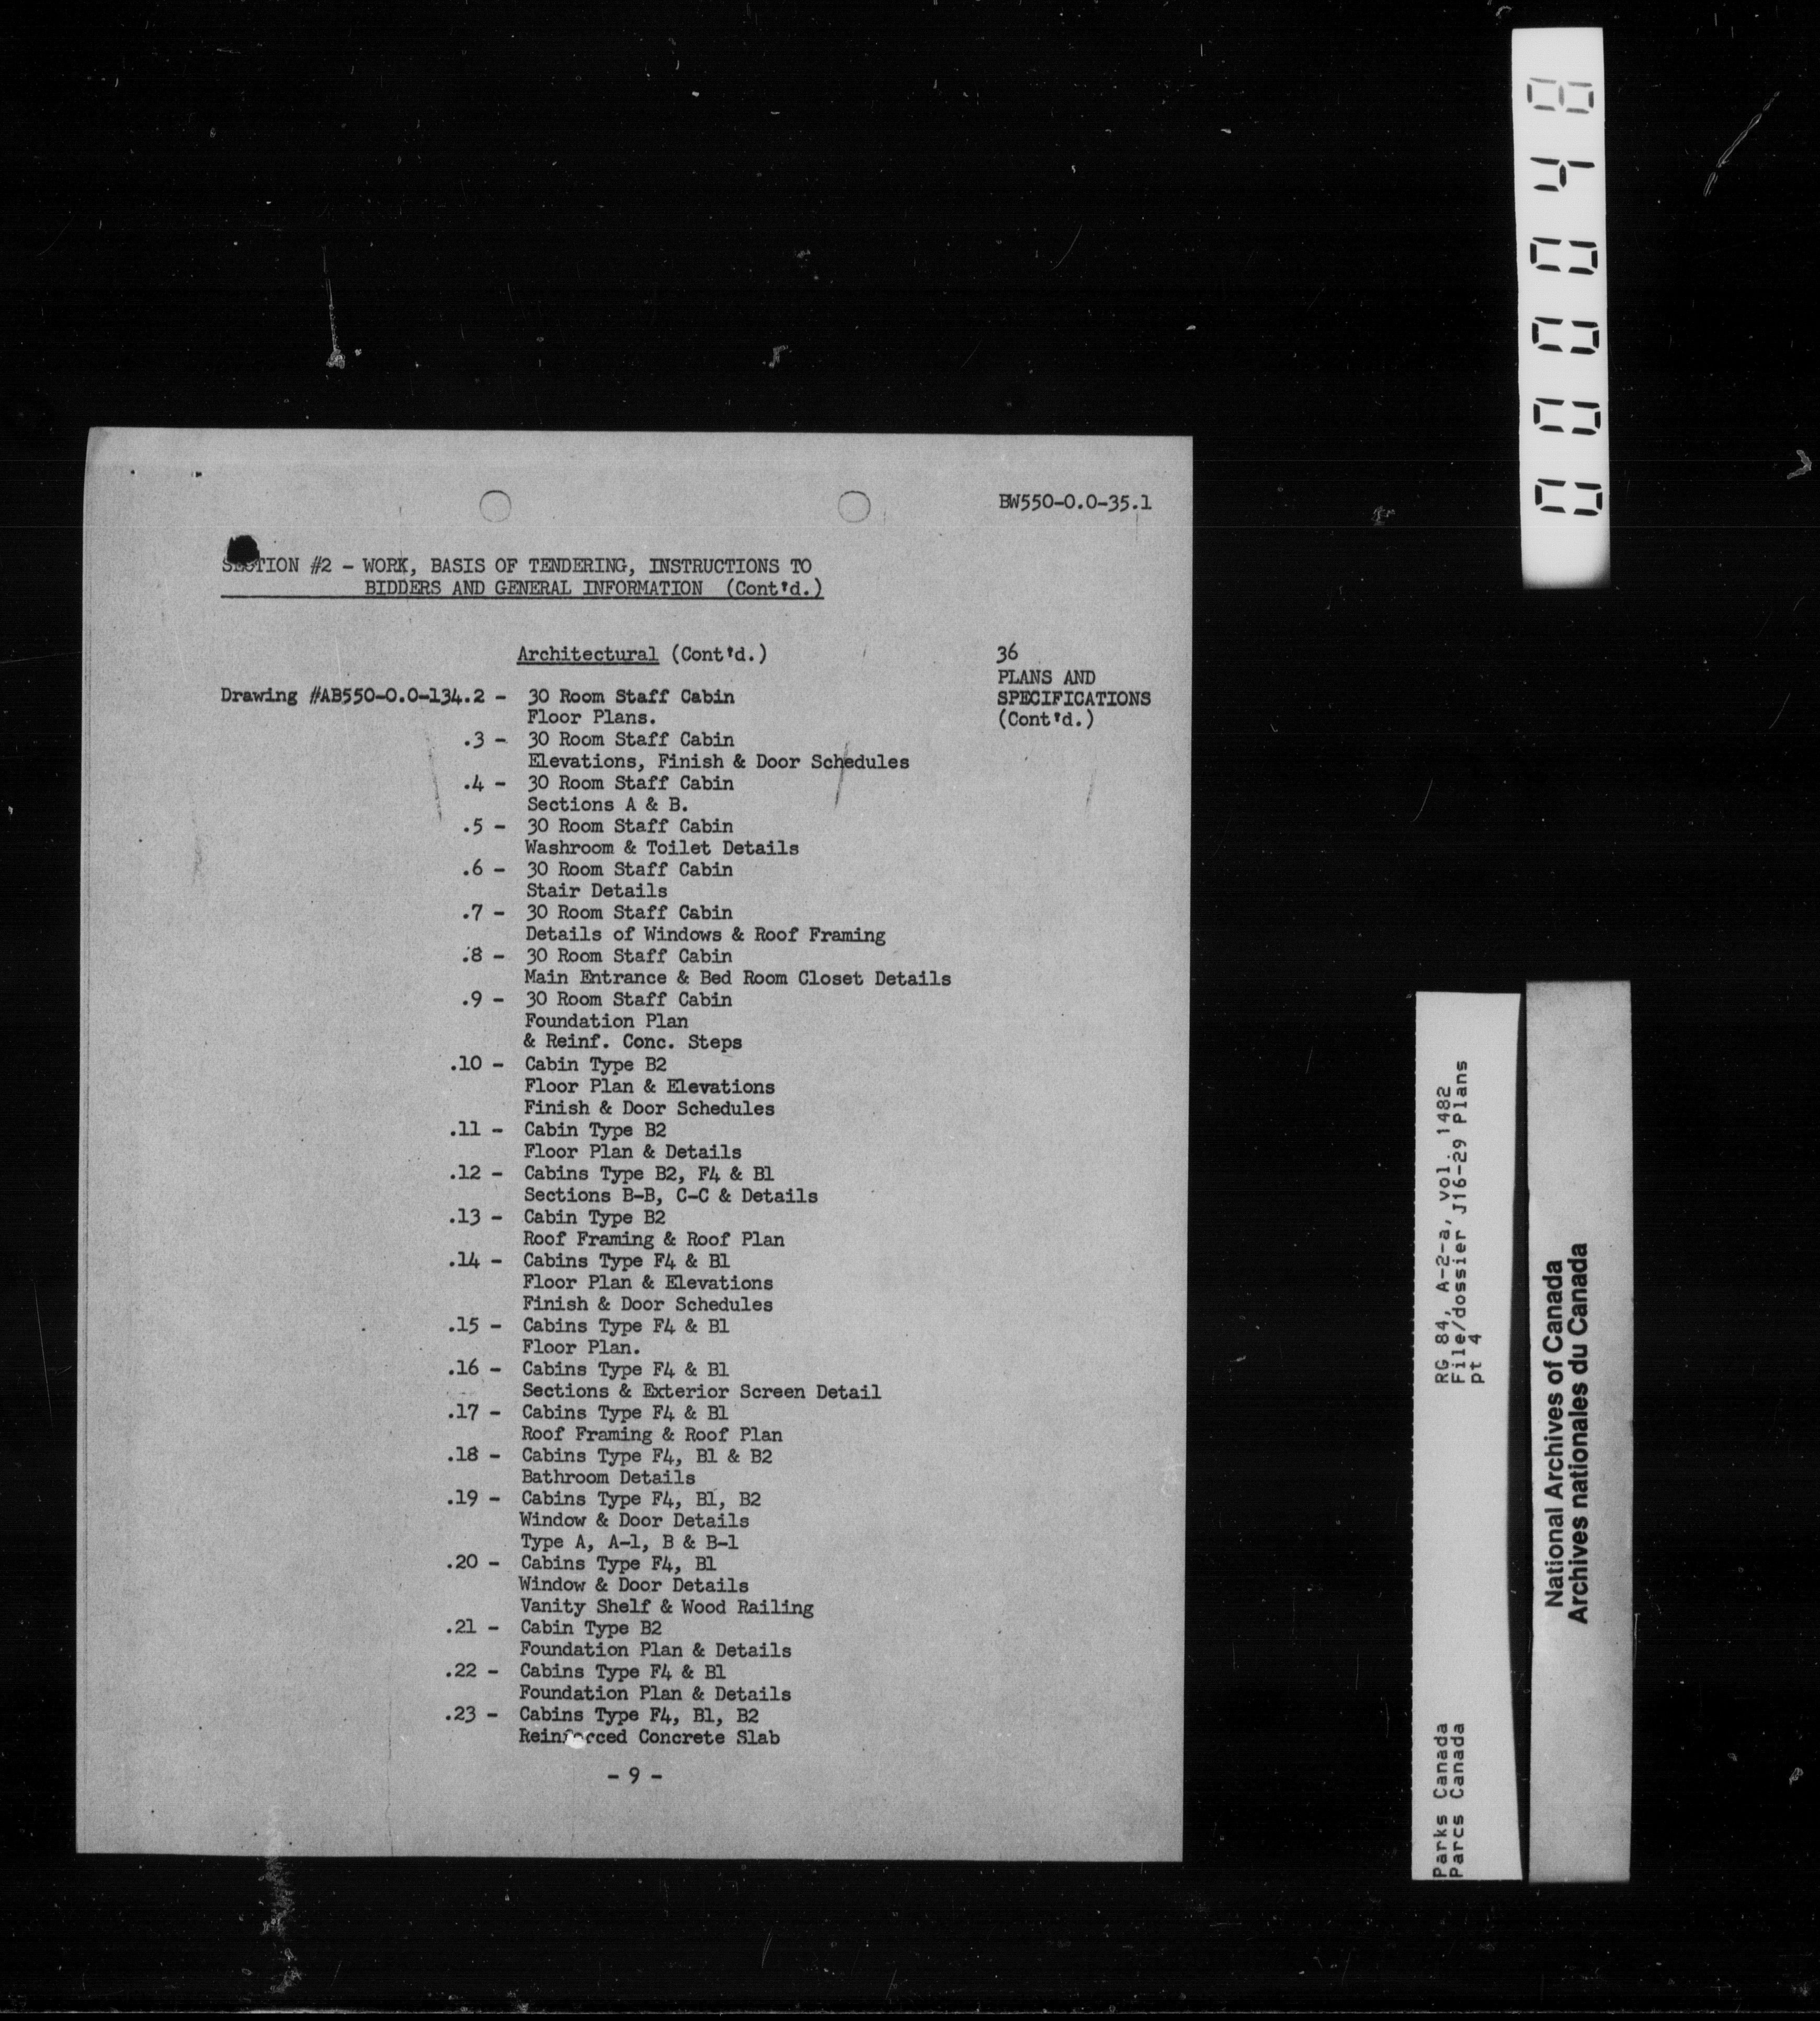 BW550-0.0-35.1
SECTION #2 - WORK, BASIS OF TENDERING, INSTRUCTIONS TO
BIDDERS AND GENERAL INFORMATION (Cont'd.)
Architectural (Cont'd.)
36
PLANS AND
SPECIFICATIONS
(Cont'd.)
Drawing #AB550-0.0-134.2 - 30 Room Staff Cabin
Floor Plans.
.3 - 30 Room Staff Cabin
Elevations, Finish & Door Schedules
.4 - 30 Room Staff Cabin
Sections A & B.
.5 - 30 Room Staff Cabin
Washroom & Toilet Details
.6 - 30 Room Staff Cabin
Stair Details
.7 - 30 Room Staff Cabin
Details of Windows & Roof Framing
.8 - 30 Room Staff Cabin
Main Entrance & Bed Room Closet Details
.9 - 30 Room Staff Cabin
Foundation Plan
& Reinf. Conc. Steps
.10 - Cabin Type B2
Floor Plan & Elevations
Finish & Door Schedules
.11 - Cabin Type B2
Floor Plan & Details
.12 - Cabins Type B2, F4 & B1
Sections B-B, C-C & Details
.13 - Cabin Type B2
Roof Framing & Roof Plan
.14 - Cabins Type F4 & B1
Floor Plan & Elevations
Finish & Door Schedules
.15 - Cabins Type F4 & B1
Floor Plan.
.16 - Cabins Type F4 & B1
Sections & Exterior Screen Detail
.17 - Cabins Type F4 & B1
Roof Framing & Roof Plan
.18 - Cabins Type F4, B1 & B2
Bathroom Details
.19 - Cabins Type F4, B1, B2
Window & Door Details
Type A, A-1, B & B-1
.20 - Cabins Type F4, B1
Window & Door Details
Vanity Shelf & Wood Railing
.21 - Cabin Type B2
Foundation Plan & Details
.22 - Cabins Type F4 & B1
Foundation Plan & Details
.23 - Cabins Type F4, B1, B2
Reinforced Concrete Slab
- 9 -
000048
Parks Canada
Parcs Canada
RG 84, A-2-a, vol. 1482
File/dossier J16-29 Plans
pt 4
National Archives of Canada
Archives nationales du Canada